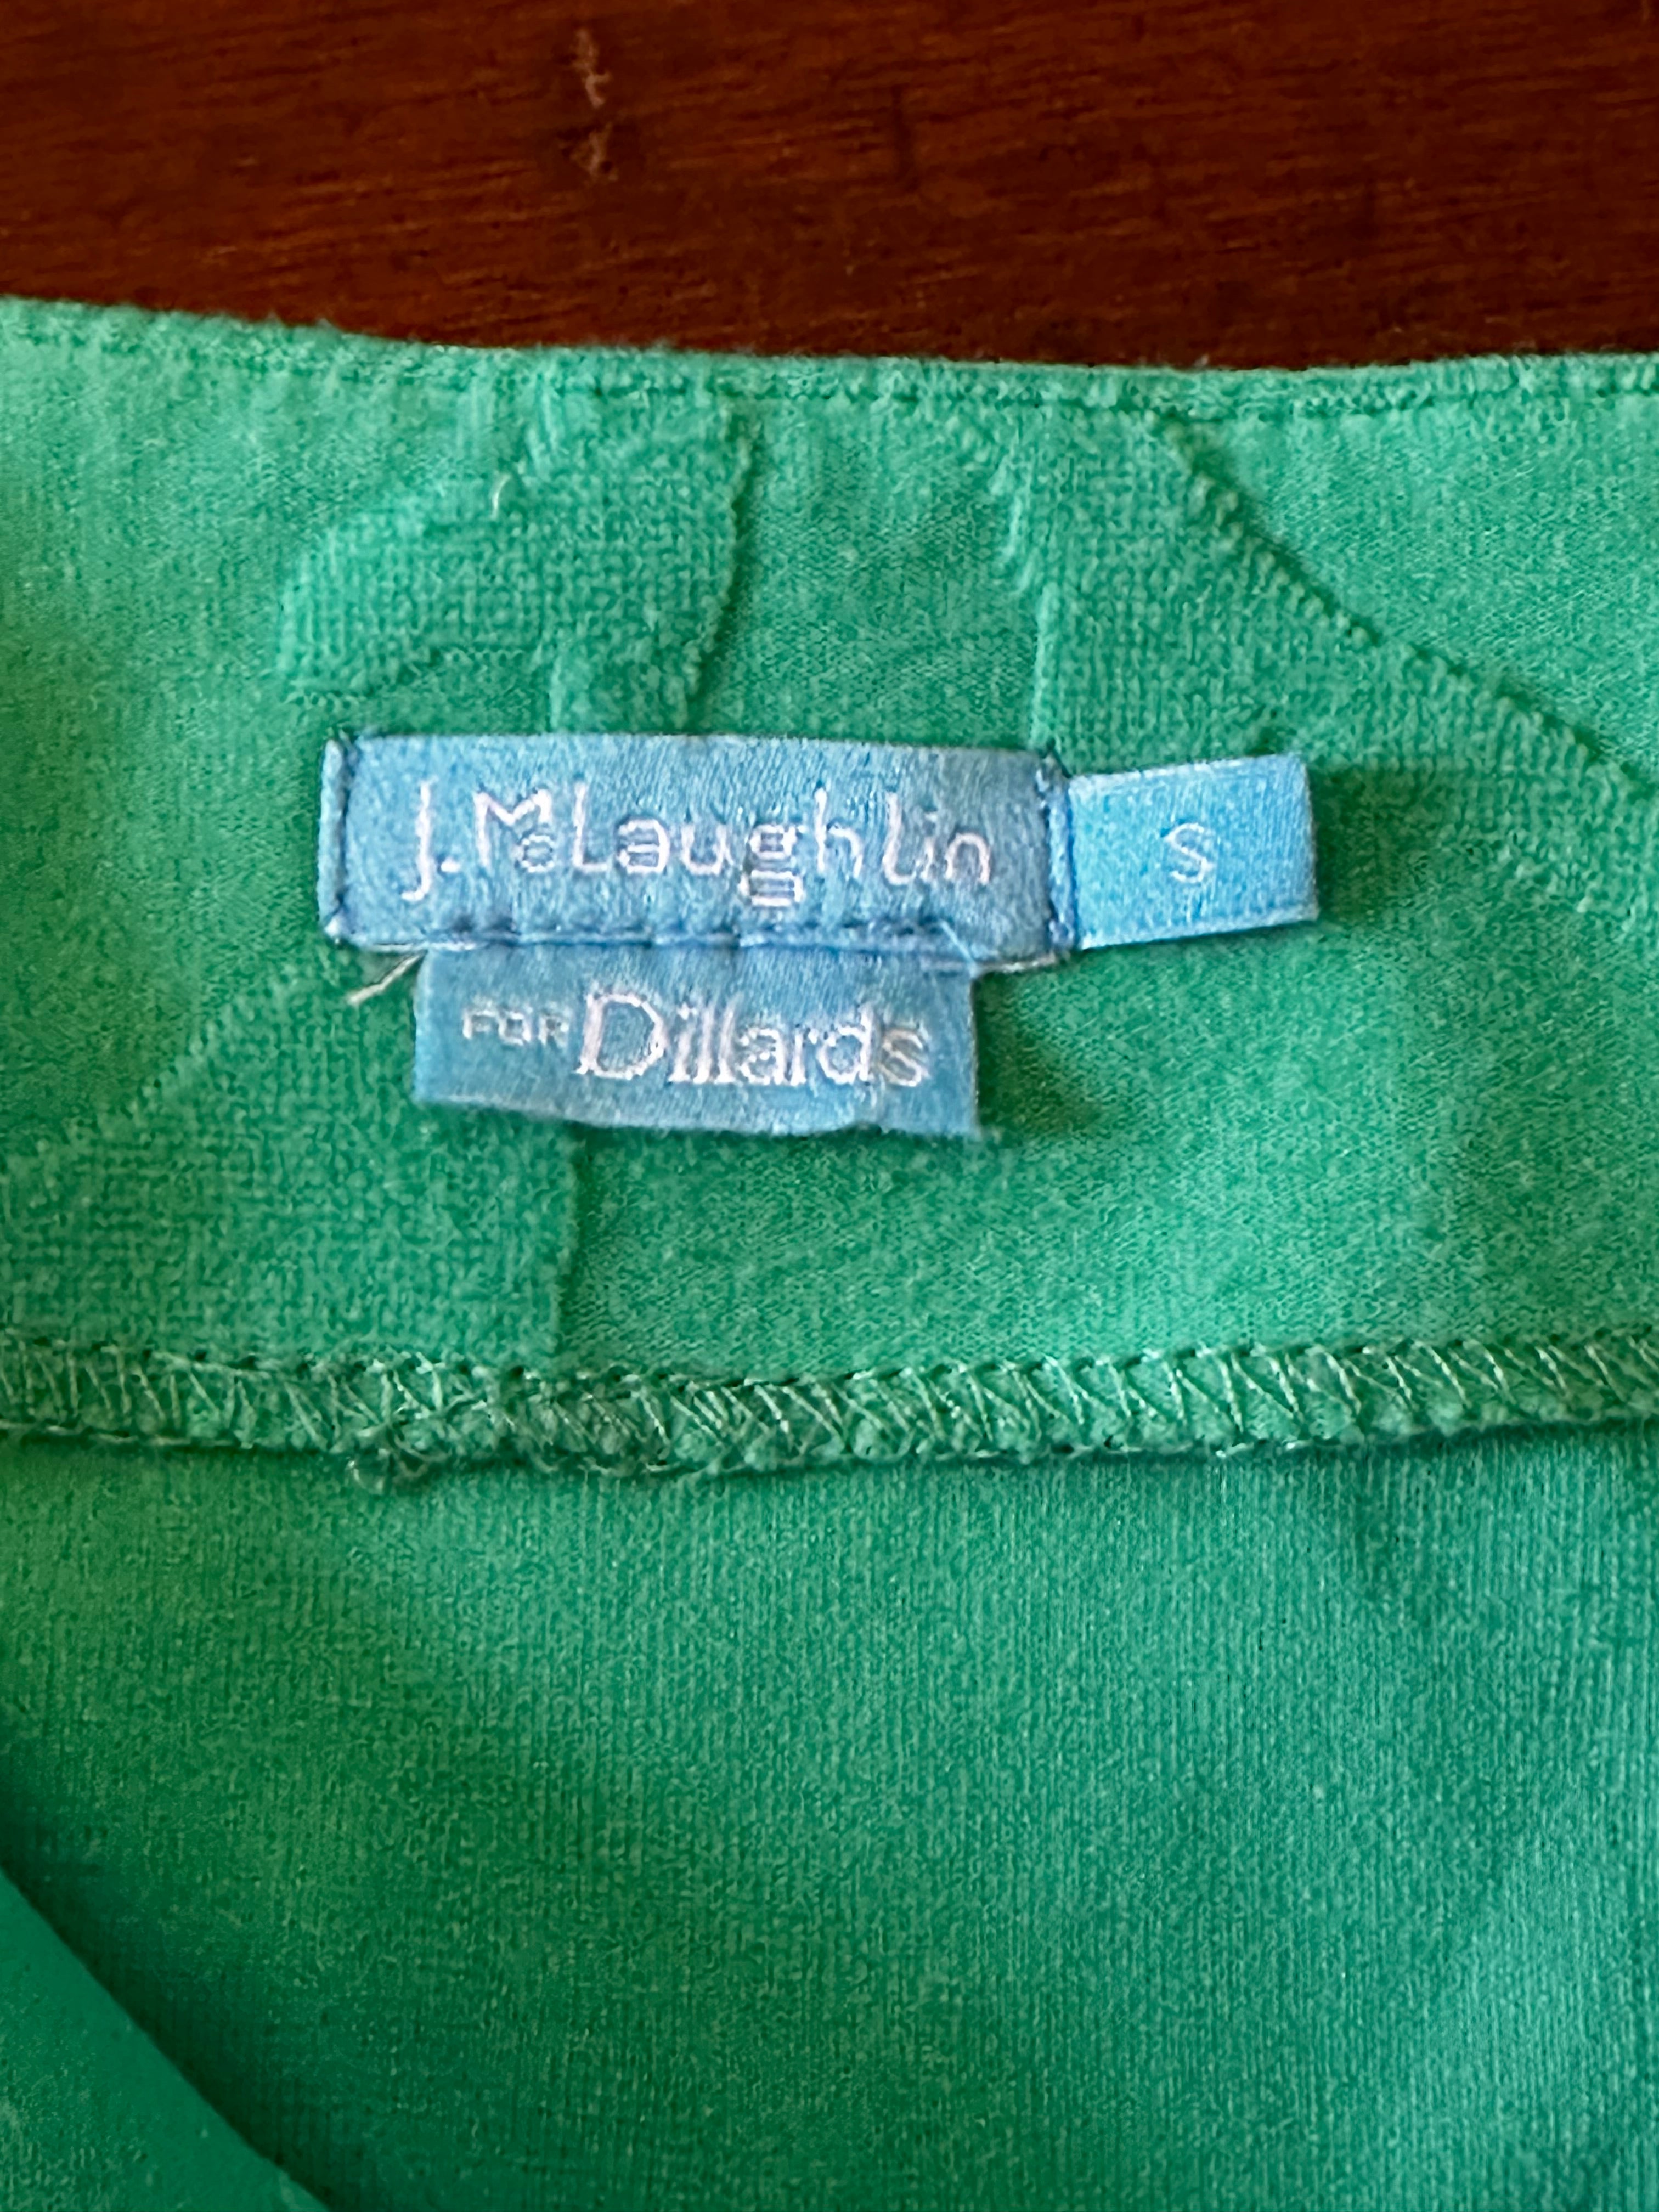 J. McLaughlin S
FOR Dillards